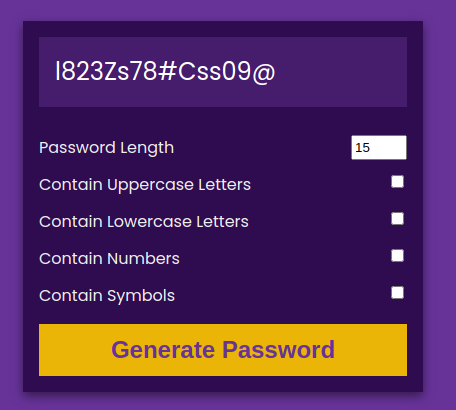 l823Zs78#Css09@
Password Length 15
Contain Uppercase Letters
Contain Lowercase Letters
Contain Numbers
Contain Symbols
Generate Password